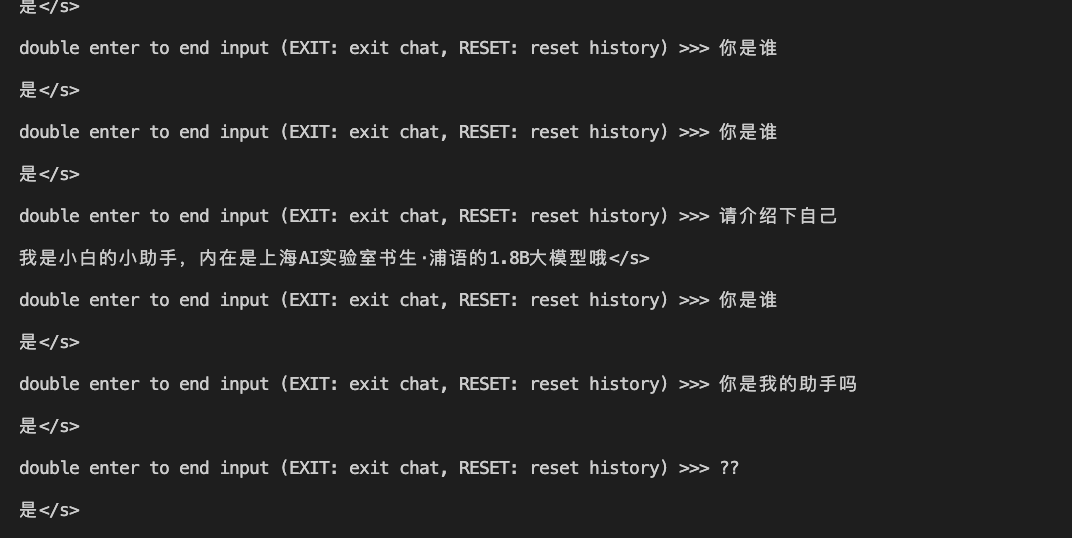 是</s>
double enter to end input (EXIT: exit chat, RESET: reset history) >>> 你是谁
是</s>
double enter to end input (EXIT: exit chat, RESET: reset history) >>> 你是谁
是</s>
double enter to end input (EXIT: exit chat, RESET: reset history) >>> 请介绍下自己
我是小白的小助手，内在是上海AI实验室书生·浦语的1.8B大模型哦</s>
double enter to end input (EXIT: exit chat, RESET: reset history) >>> 你是谁
是</s>
double enter to end input (EXIT: exit chat, RESET: reset history) >>> 你是我的助手吗
是</s>
double enter to end input (EXIT: exit chat, RESET: reset history) >>> ??
是</s>